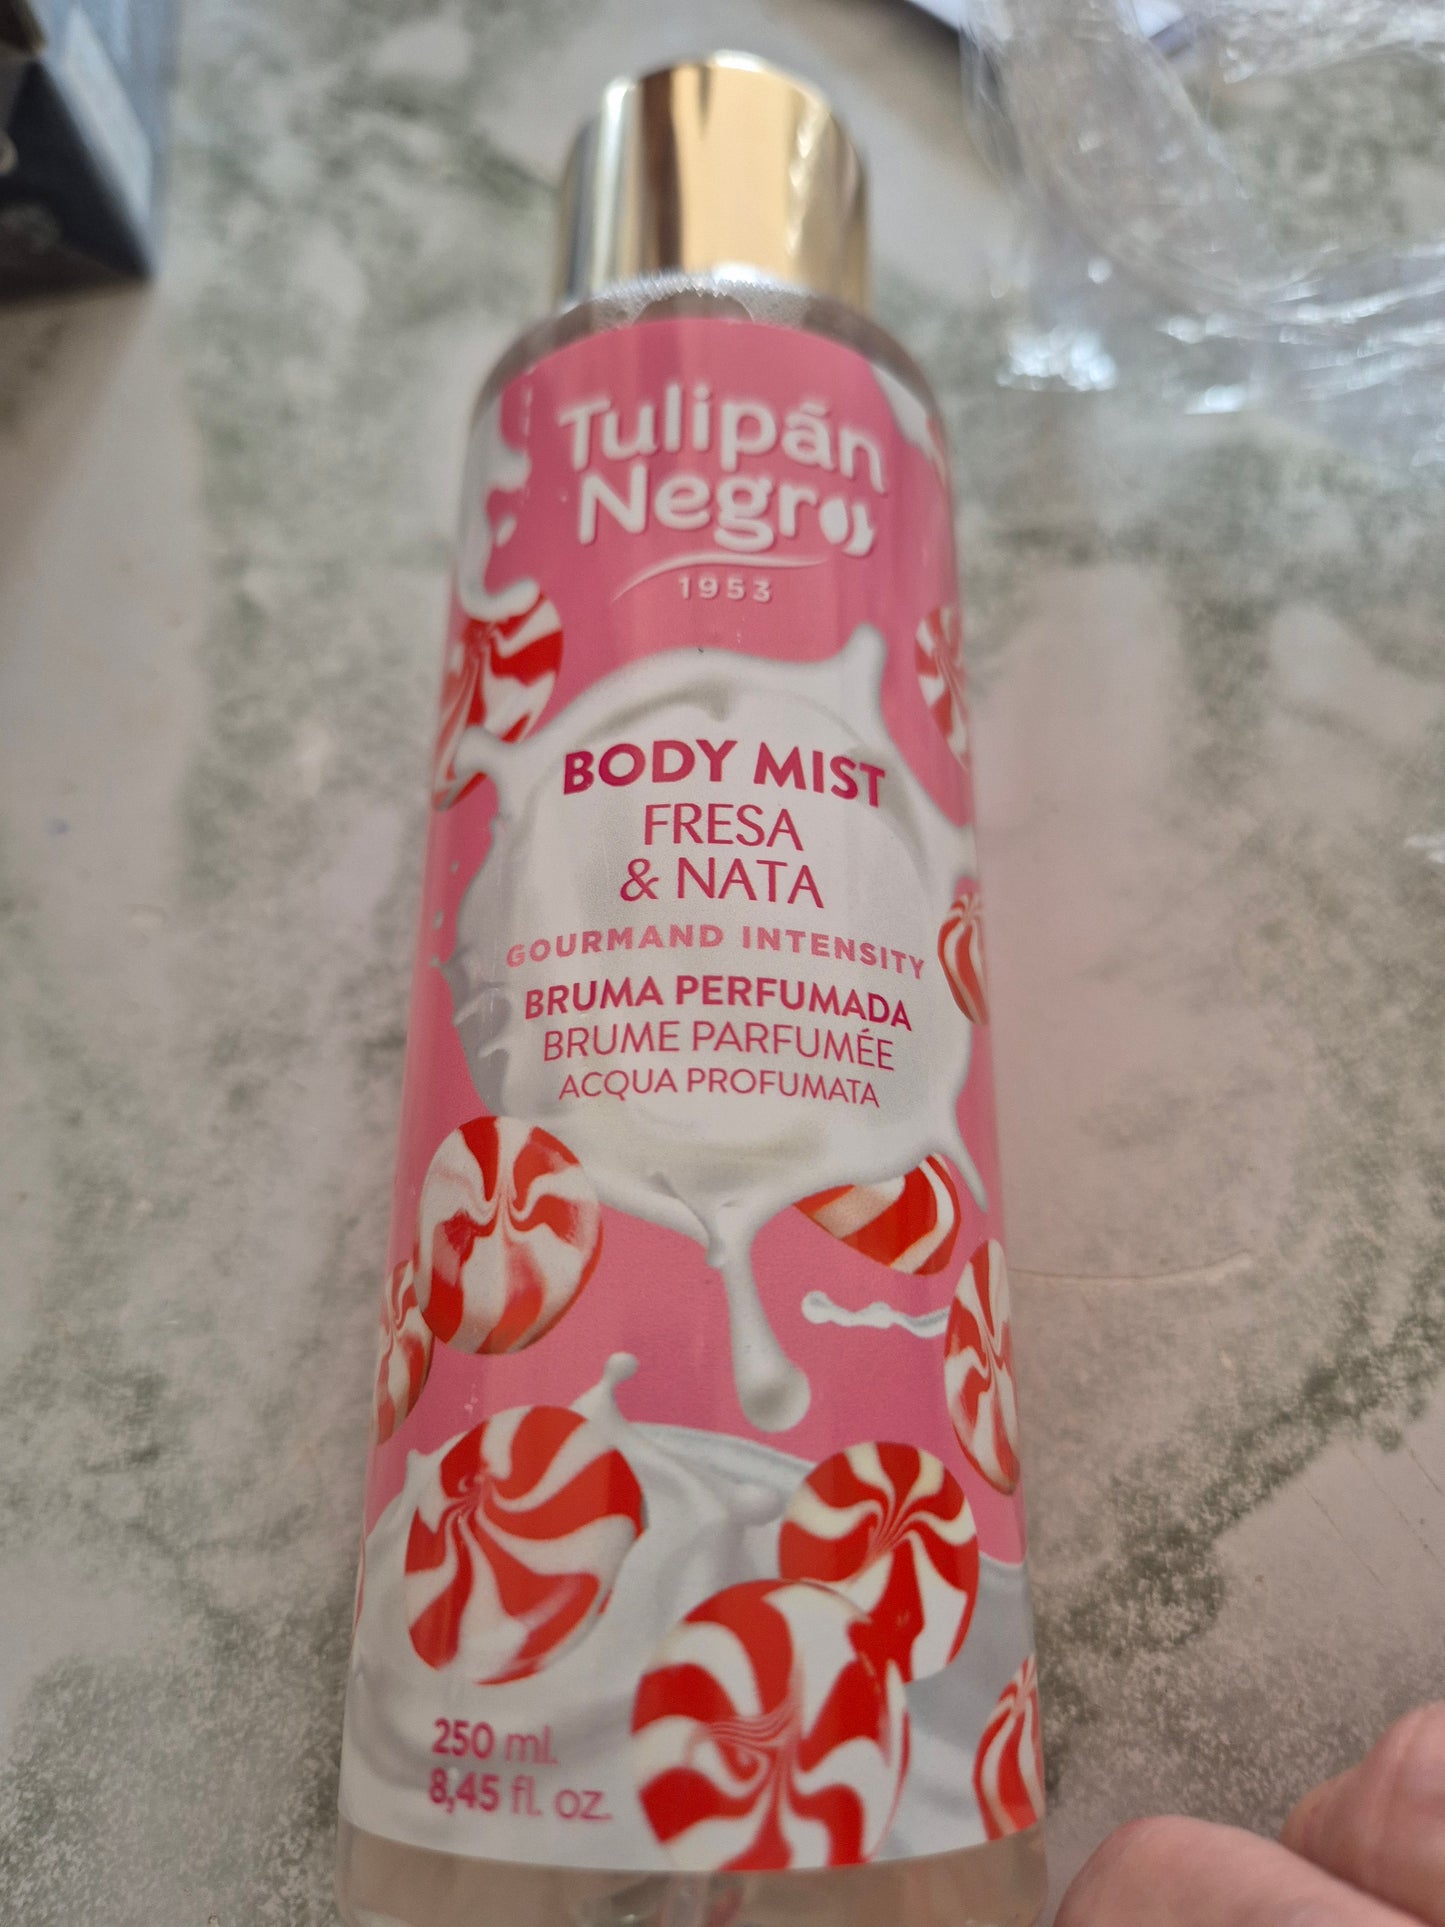 Tulipán
Negro
1953
BODY MIST
FRESA
& NATA
GOURMAND INTENSITY
BRUMA PERFUMADA
BRUME PARFUMÉE
ACQUA PROFUMATA
250 ml.
8,45 fl. oz.